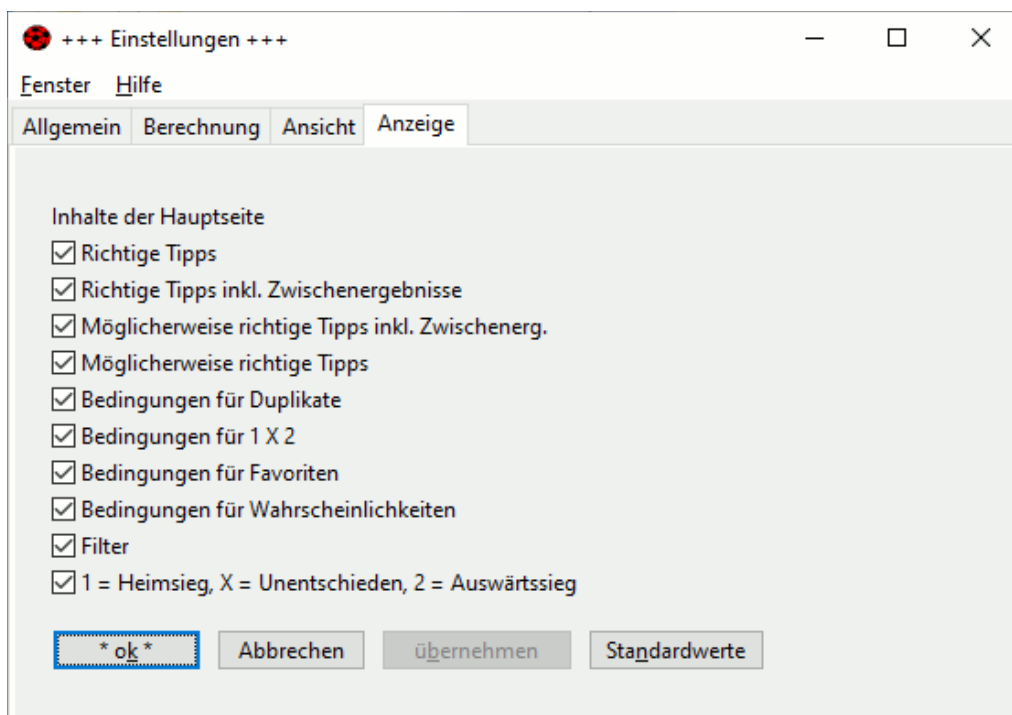 +++ Einstellungen +++
Fenster Hilfe
Allgemein Berechnung Ansicht Anzeige
Inhalte der Hauptseite
Richtige Tipps
Richtige Tipps inkl. Zwischenergebnisse
Möglicherweise richtige Tipps inkl. Zwischenerg.
Möglicherweise richtige Tipps
Bedingungen für Duplikate
Bedingungen für 1 X 2
Bedingungen für Favoriten
Bedingungen für Wahrscheinlichkeiten
Filter
1 = Heimsieg, X = Unentschieden, 2 = Auswärtssieg
* ok * Abbrechen übernehmen Standardwerte